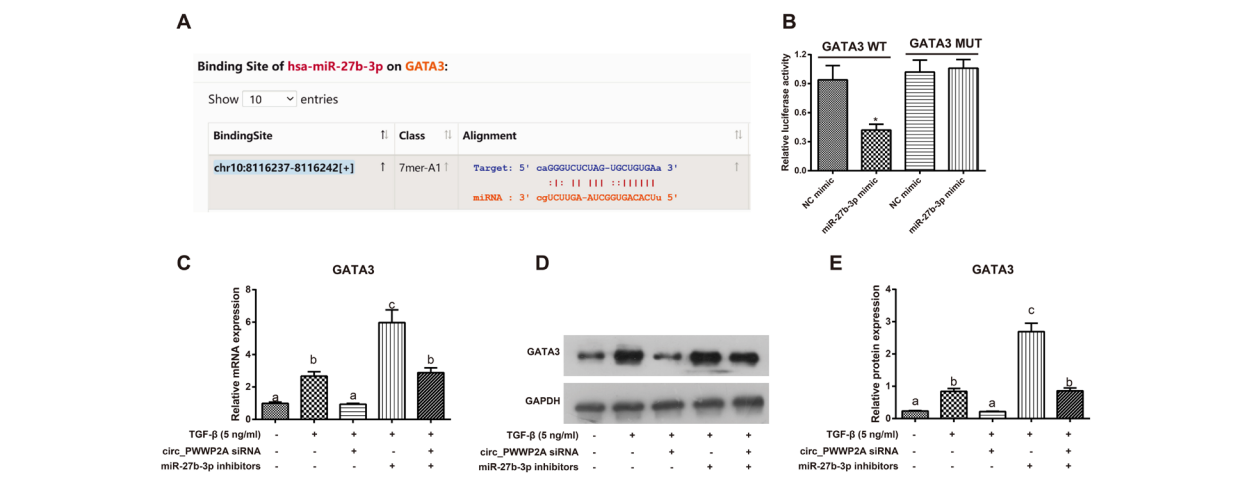 A
Binding Site of hsa-miR-27b-3p on GATA3:
Show 10 entries
BindingSite Class Alignment
chr10:8116237-8116242[+] 7mer-A1
Target: 5' caGGGUCUCUAG-UGCUGUGAa 3'
miRNA : 3' cgUCUUGA-AUCGGUGACACUu 5'
B
GATA3 WT GATA3 MUT
Relative luciferase activity
1.2
0.9
0.6
0.3
0.0
*
NC mimic
miR-27b-3p mimic
NC mimic
miR-27b-3p mimic
C
GATA3
Relative mRNA expression
8
6
4
2
0
a b a c b
TGF-β (5 ng/ml) - + + + +
circ_PWWP2A siRNA - - + - +
miR-27b-3p inhibitors - - - + +
D
GATA3
GAPDH
TGF-β (5 ng/ml) - + + + +
circ_PWWP2A siRNA - - + - +
miR-27b-3p inhibitors - - - + +
E
GATA3
Relative protein expression
4
3
2
1
0
a b a c b
TGF-β (5 ng/ml) - + + + +
circ_PWWP2A siRNA - - + - +
miR-27b-3p inhibitors - - - + +